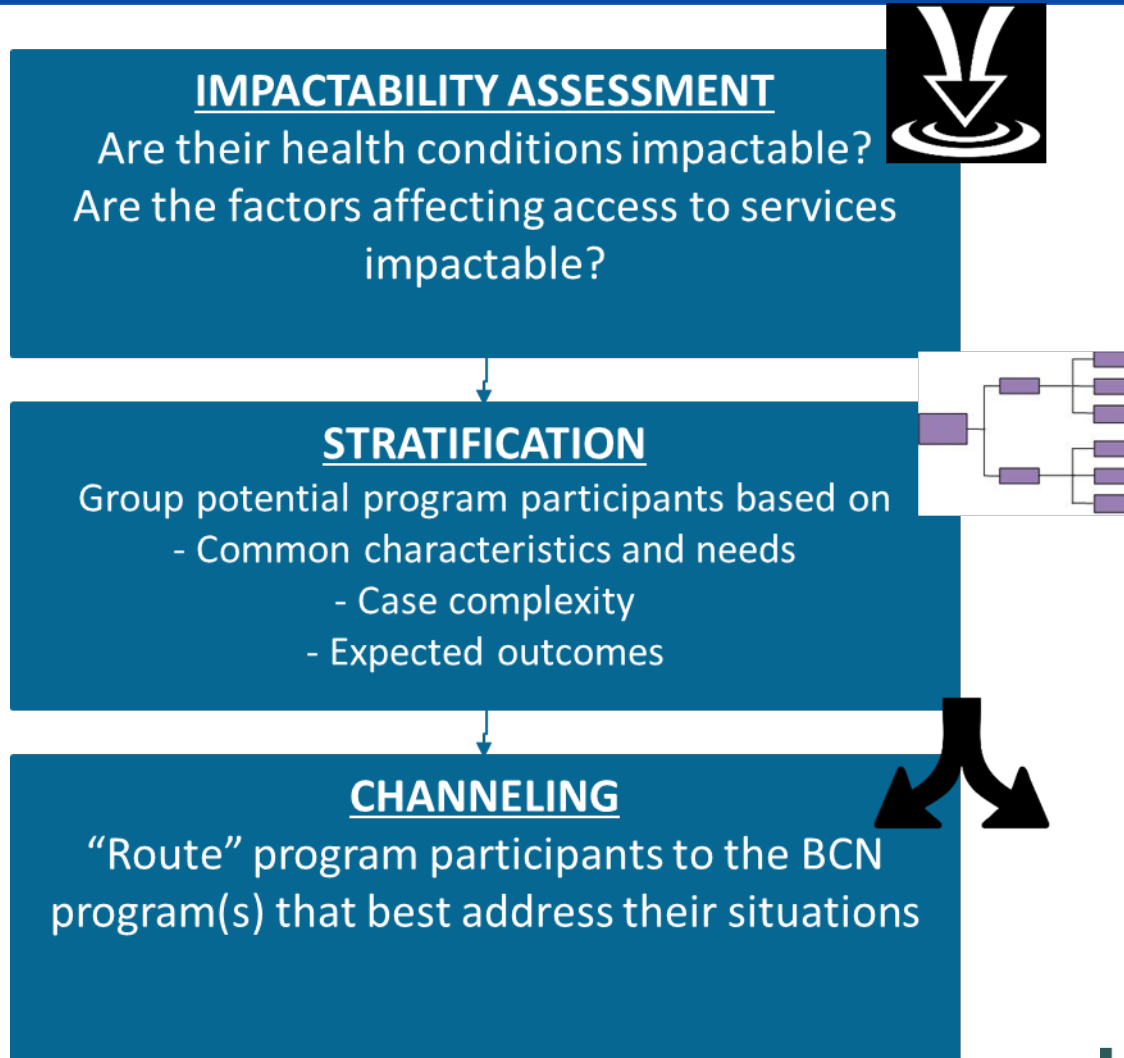 IMPACTABILITY ASSESSMENT
Are their health conditions impactable?
Are the factors affecting access to services
impactable?
STRATIFICATION
Group potential program participants based on
- Common characteristics and needs
- Case complexity
- Expected outcomes
CHANNELING
“Route” program participants to the BCN
program(s) that best address their situations